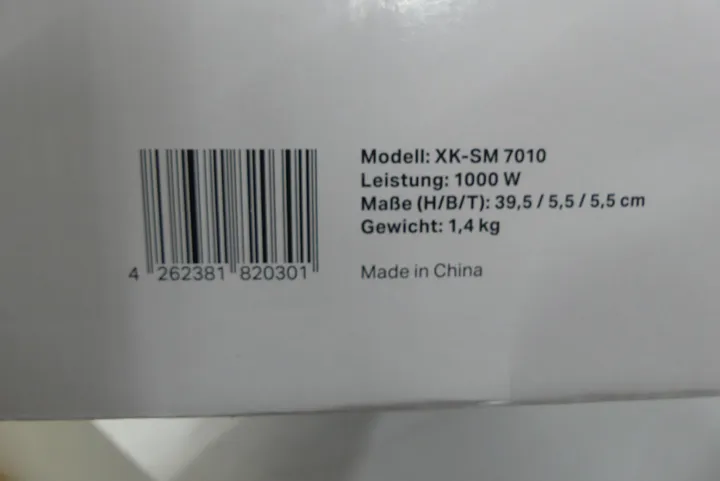 Modell: XK-SM 7010
Leistung: 1000 W
Maße (H/B/T): 39,5 / 5,5 / 5,5 cm
Gewicht: 1,4 kg
Made in China
4 262381 820301